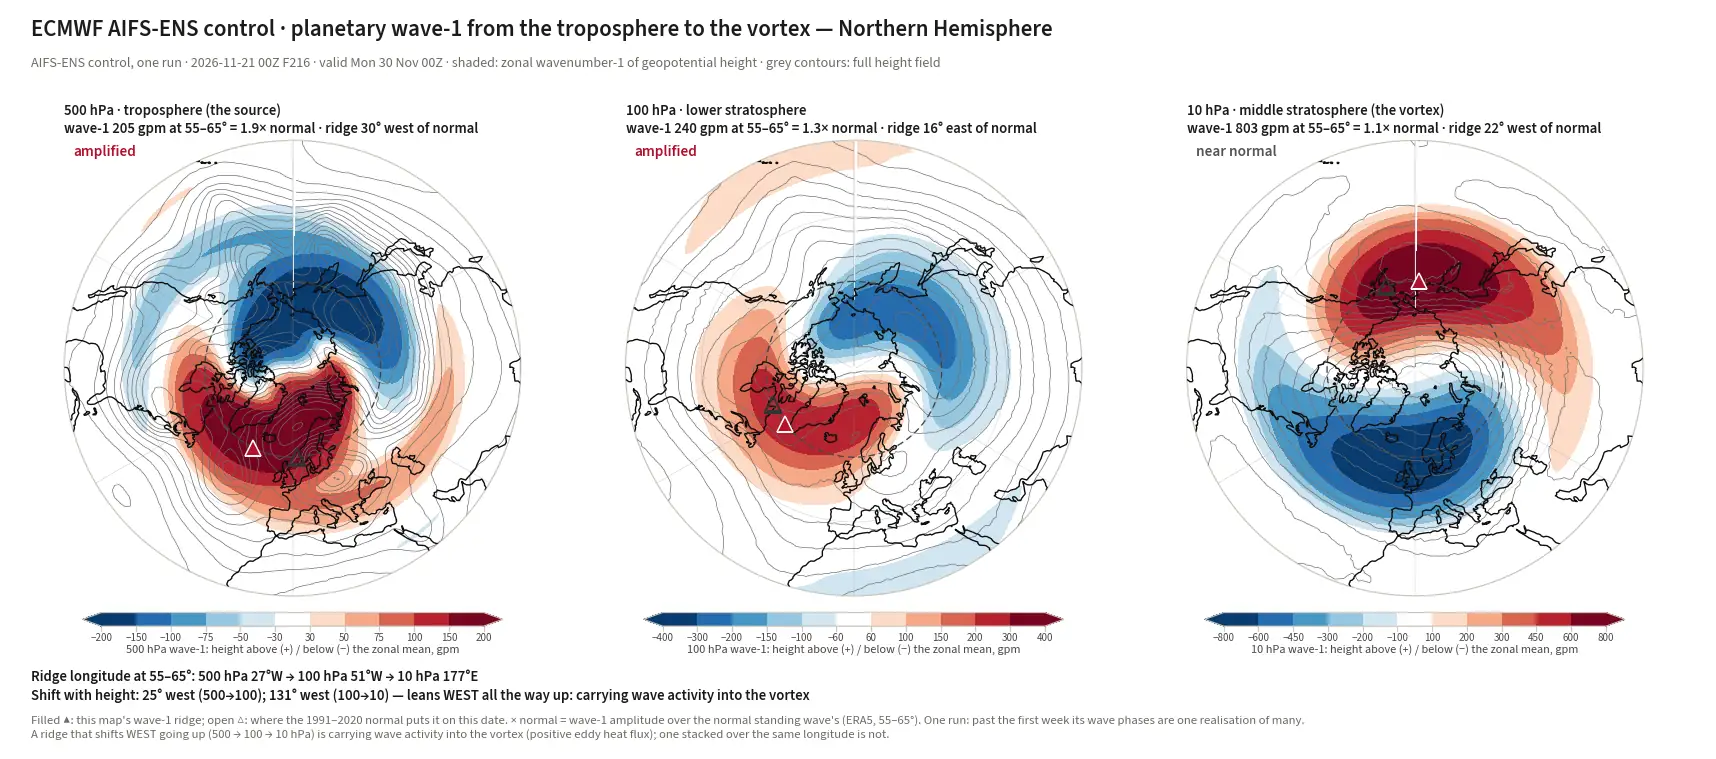 ECMWF AIFS-ENS control · planetary wave-1 from the troposphere to the vortex — Northern Hemisphere
AIFS-ENS control, one run · 2026-11-21 00Z F216 · valid Mon 30 Nov 00Z · shaded: zonal wavenumber-1 of geopotential height · grey contours: full height field
500 hPa · troposphere (the source)
wave-1 205 gpm at 55–65° = 1.9× normal · ridge 30° west of normal
amplified
100 hPa · lower stratosphere
wave-1 240 gpm at 55–65° = 1.3× normal · ridge 16° east of normal
amplified
10 hPa · middle stratosphere (the vortex)
wave-1 803 gpm at 55–65° = 1.1× normal · ridge 22° west of normal
near normal
−200 −150 −100 −75 −50 −30 30 50 75 100 150 200
500 hPa wave-1: height above (+) / below (−) the zonal mean, gpm
−400 −300 −200 −150 −100 −60 60 100 150 200 300 400
100 hPa wave-1: height above (+) / below (−) the zonal mean, gpm
−800 −600 −450 −300 −200 −100 100 200 300 450 600 800
10 hPa wave-1: height above (+) / below (−) the zonal mean, gpm
Ridge longitude at 55–65°: 500 hPa 27°W → 100 hPa 51°W → 10 hPa 177°E
Shift with height: 25° west (500→100); 131° west (100→10) — leans WEST all the way up: carrying wave activity into the vortex
Filled ▲: this map's wave-1 ridge; open △: where the 1991–2020 normal puts it on this date. × normal = wave-1 amplitude over the normal standing wave's (ERA5, 55–65°). One run: past the first week its wave phases are one realisation of many.
A ridge that shifts WEST going up (500 → 100 → 10 hPa) is carrying wave activity into the vortex (positive eddy heat flux); one stacked over the same longitude is not.